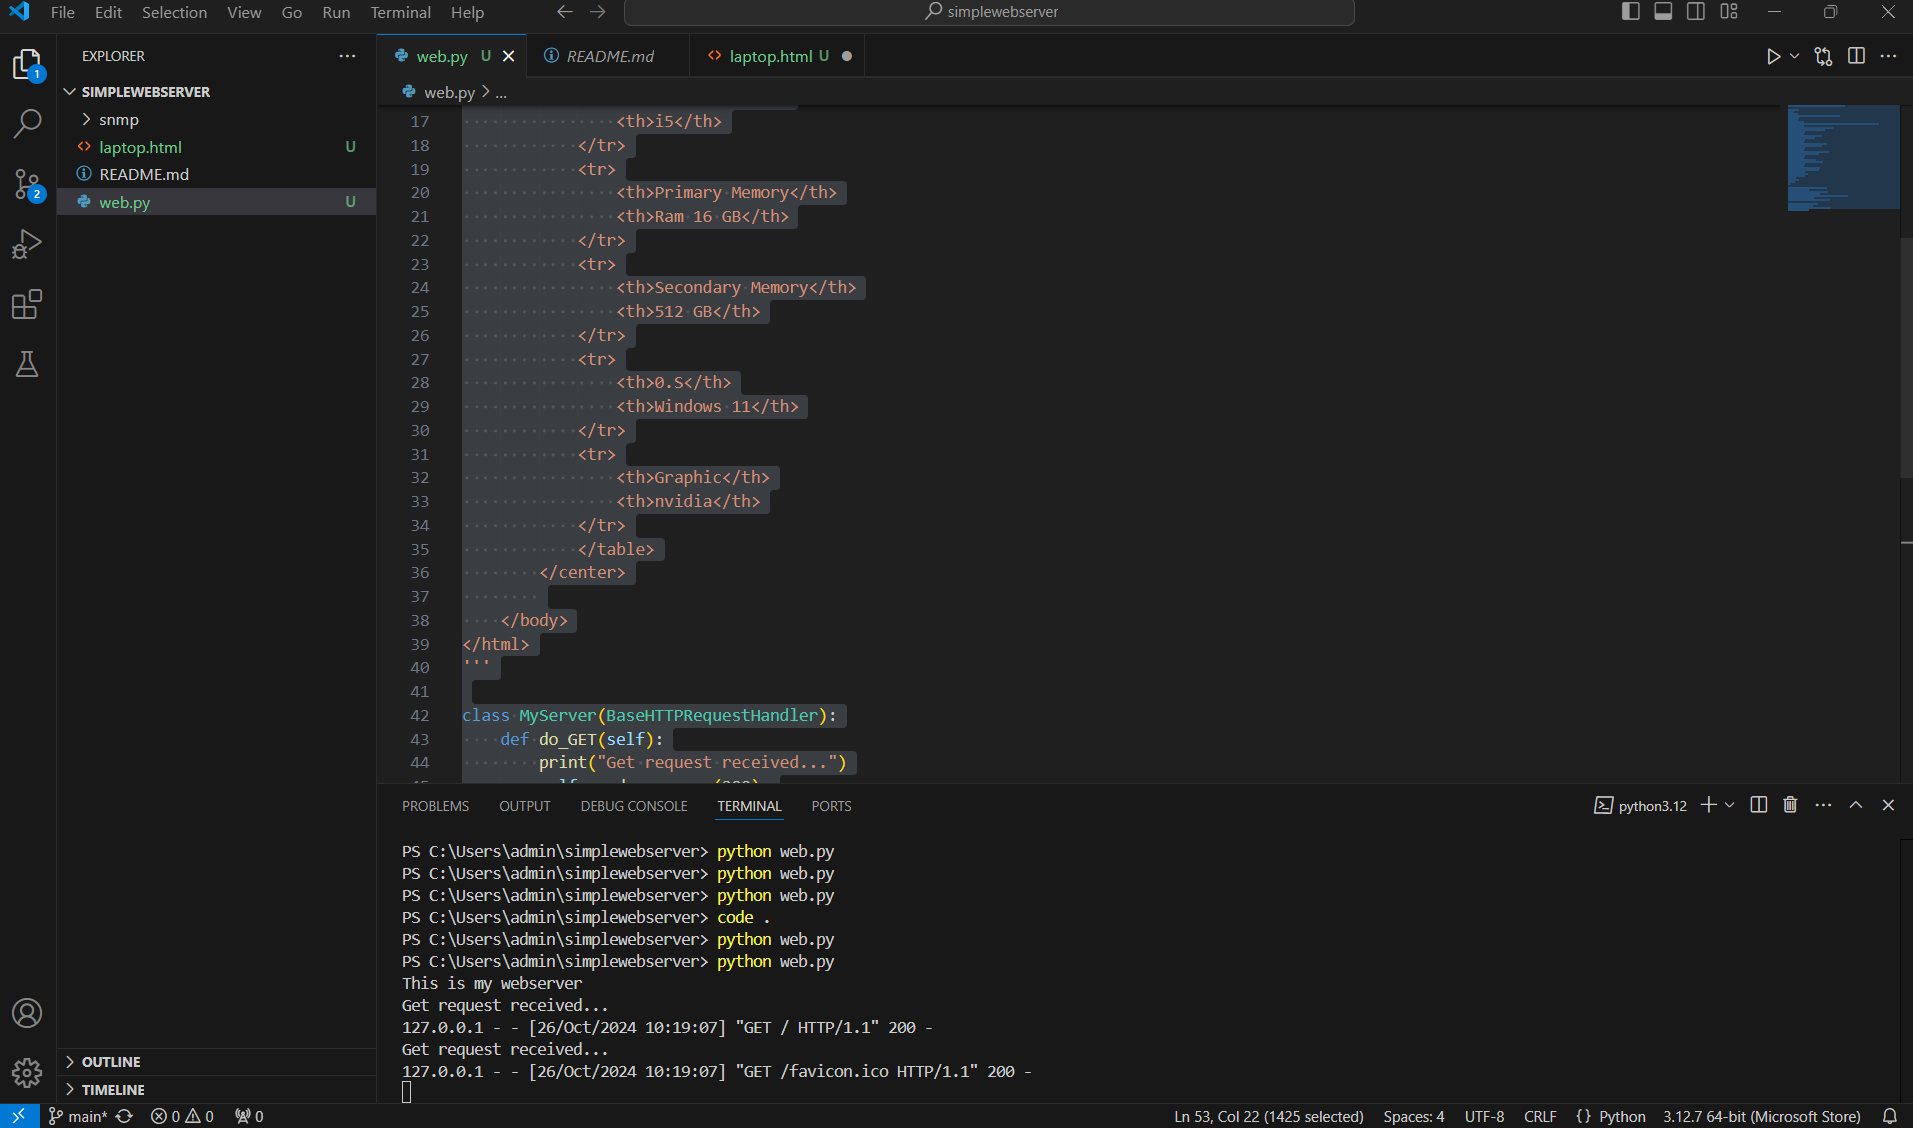 File Edit Selection View Go Run Terminal Help
simplewebserver
EXPLORER
SIMPLEWEBSERVER
snmp
laptop.html U
README.md
web.py U
OUTLINE
TIMELINE
1
2
web.py U
README.md
laptop.html U
web.py > ...
17 <th>i5</th>
18 </tr>
19 <tr>
20 <th>Primary Memory</th>
21 <th>Ram 16 GB</th>
22 </tr>
23 <tr>
24 <th>Secondary Memory</th>
25 <th>512 GB</th>
26 </tr>
27 <tr>
28 <th>0.S</th>
29 <th>Windows 11</th>
30 </tr>
31 <tr>
32 <th>Graphic</th>
33 <th>nvidia</th>
34 </tr>
35 </table>
36 </center>
37
38 </body>
39 </html>
40 '''
41
42 class MyServer(BaseHTTPRequestHandler):
43 def do_GET(self):
44 print("Get request received...")
PROBLEMS OUTPUT DEBUG CONSOLE TERMINAL PORTS
python3.12
PS C:\Users\admin\simplewebserver> python web.py
PS C:\Users\admin\simplewebserver> python web.py
PS C:\Users\admin\simplewebserver> python web.py
PS C:\Users\admin\simplewebserver> code .
PS C:\Users\admin\simplewebserver> python web.py
PS C:\Users\admin\simplewebserver> python web.py
This is my webserver
Get request received...
127.0.0.1 - - [26/Oct/2024 10:19:07] "GET / HTTP/1.1" 200 -
Get request received...
127.0.0.1 - - [26/Oct/2024 10:19:07] "GET /favicon.ico HTTP/1.1" 200 -
main* 0 0 0
Ln 53, Col 22 (1425 selected) Spaces: 4 UTF-8 CRLF {} Python 3.12.7 64-bit (Microsoft Store)